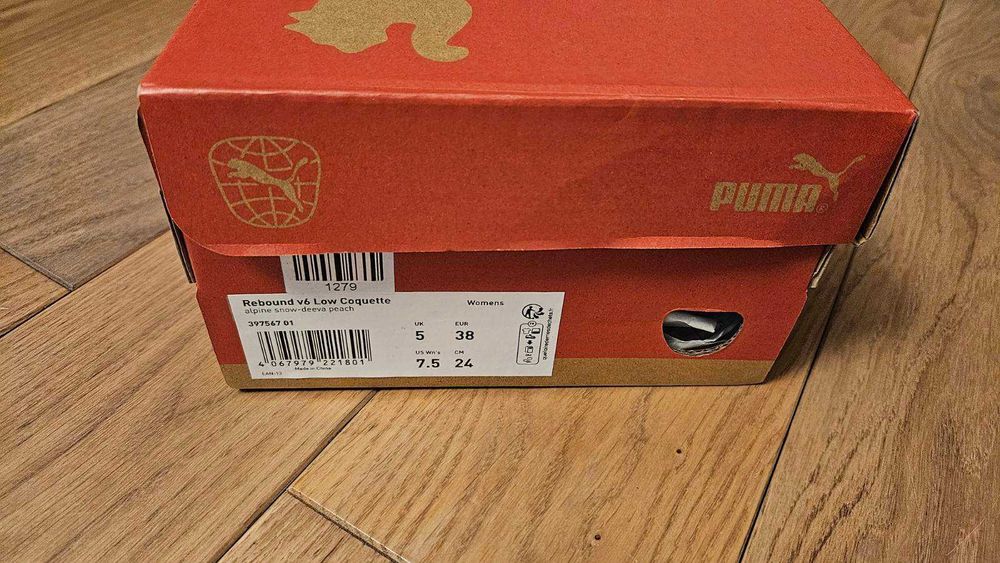 PUMA
1279
Rebound v6 Low Coquette
Womens
alpine snow-deeva peach
397567 01
UK
EUR
5
38
US Wn's
CM
7.5
24
4 067979 221801
Made in China
EAN-13